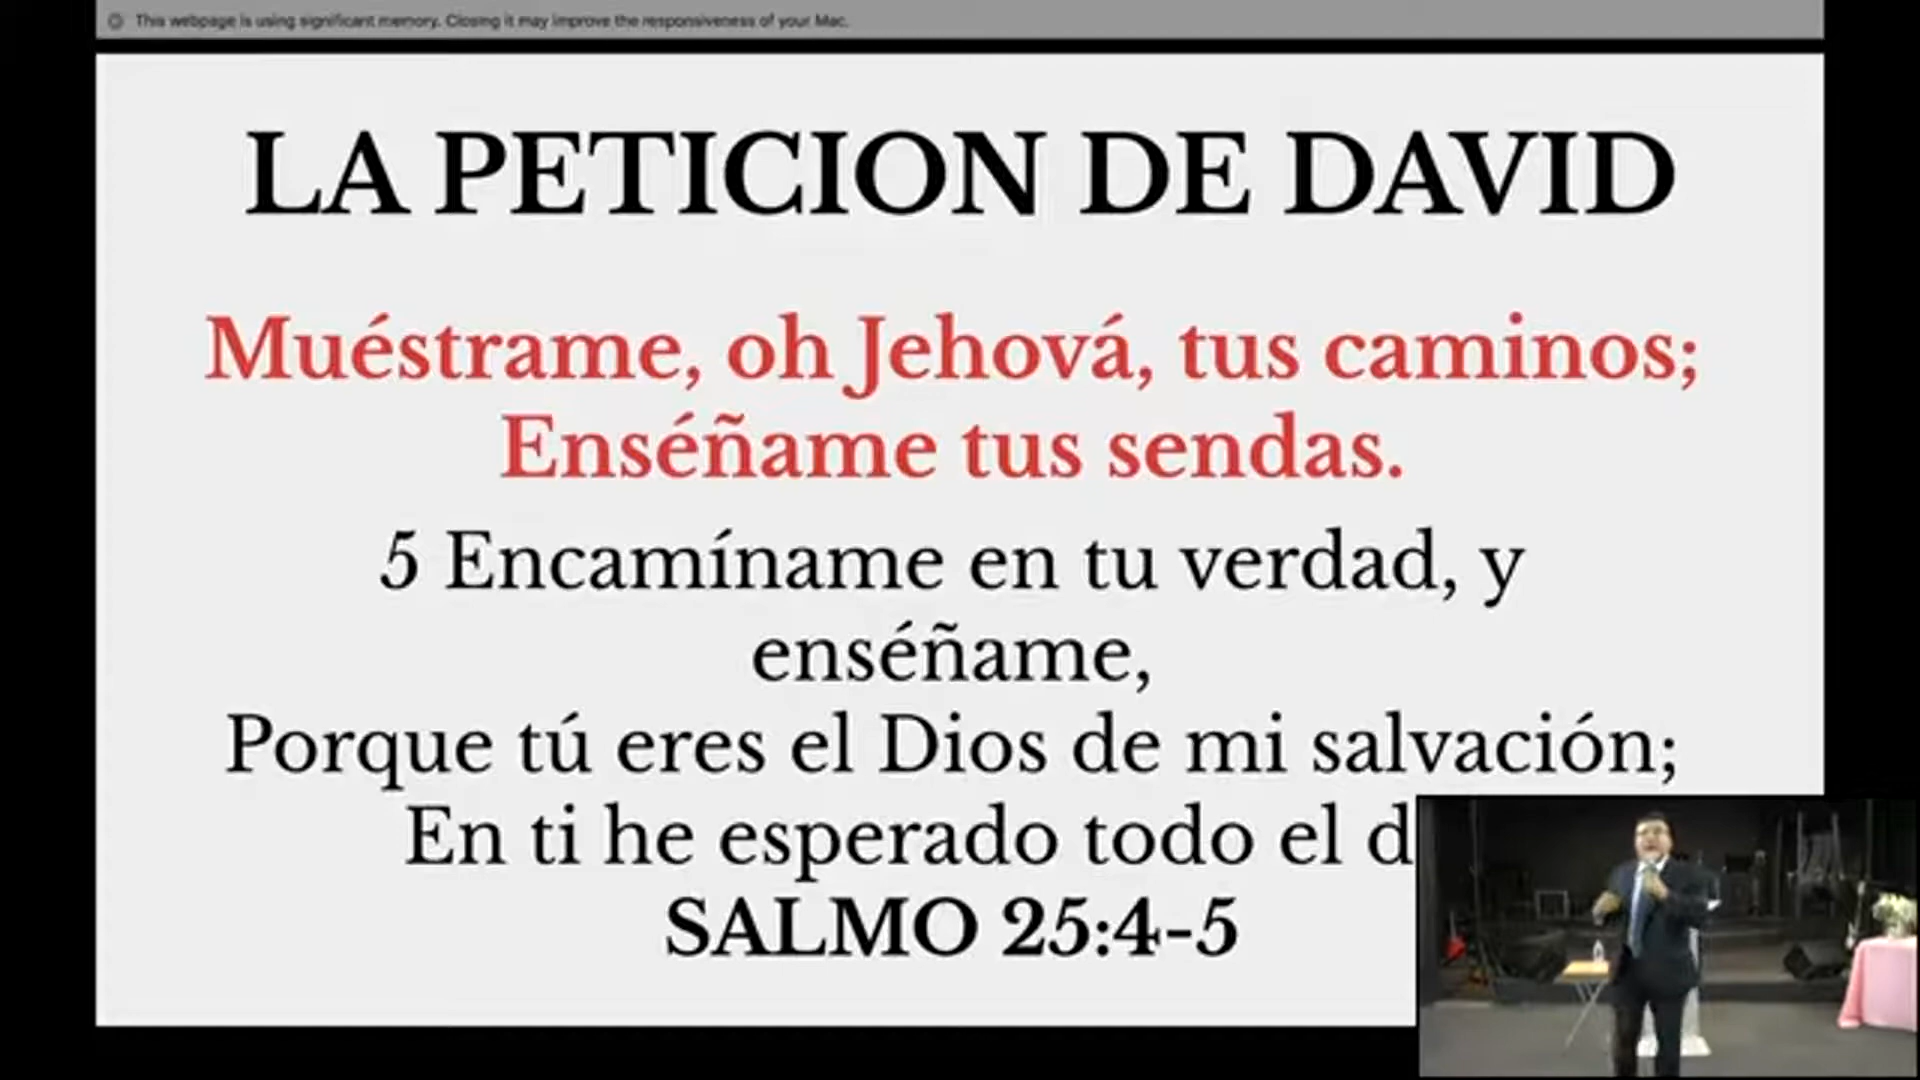 This webpage is using significant memory. Closing it may improve the responsiveness of your Mac.
LA PETICION DE DAVID
Muéstrame, oh Jehová, tus caminos;
Enséñame tus sendas.
5 Encamíname en tu verdad, y
enséñame,
Porque tú eres el Dios de mi salvación;
En ti he esperado todo el d
SALMO 25:4-5